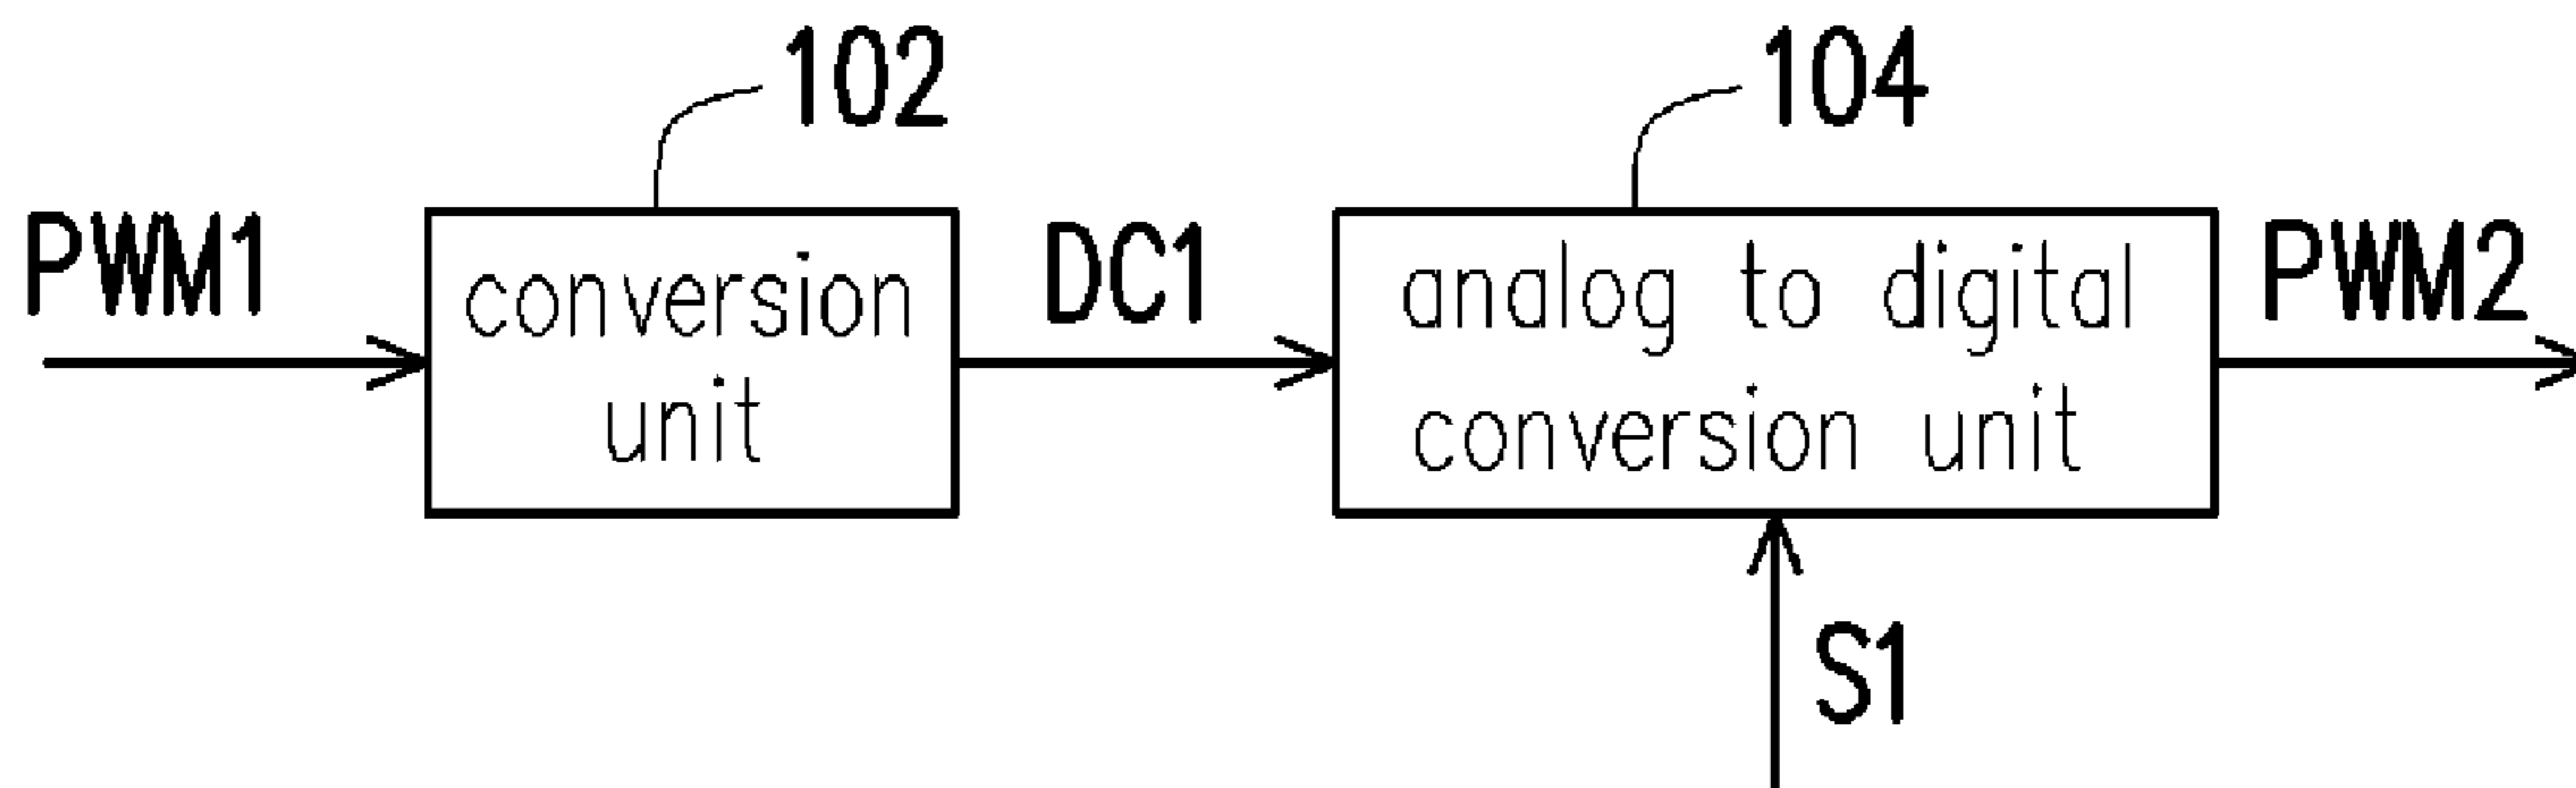 102
104
PWM1
conversion
unit
DC1
analog to digital
conversion unit
PWM2
S1